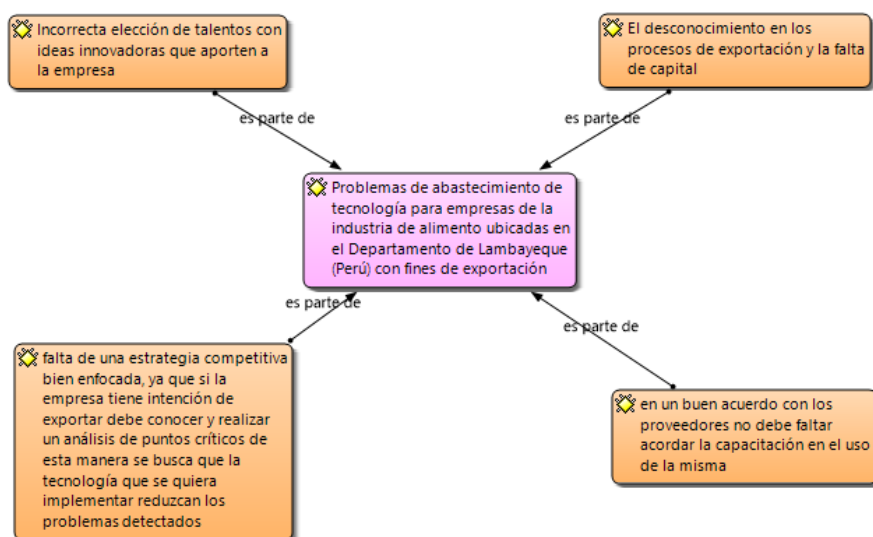 Incorrecta elección de talentos con
ideas innovadoras que aporten a
la empresa
El desconocimiento en los
procesos de exportación y la falta
de capital
es parte de
es parte de
Problemas de abastecimiento de
tecnología para empresas de la
industria de alimento ubicadas en
el Departamento de Lambayeque
(Perú) con fines de exportación
es parte de
es parte de
falta de una estrategia competitiva
bien enfocada, ya que si la
empresa tiene intención de
exportar debe conocer y realizar
un análisis de puntos críticos de
esta manera se busca que la
tecnología que se quiera
implementar reduzcan los
problemas detectados
en un buen acuerdo con los
proveedores no debe faltar
acordar la capacitación en el uso
de la misma